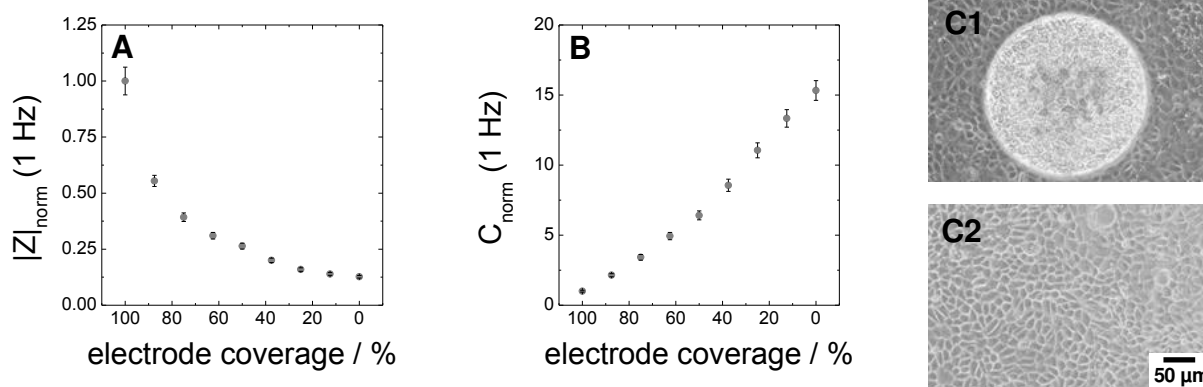 A
|Z|norm (1 Hz)
1.25
1.00
0.75
0.50
0.25
0.00
100 80 60 40 20 0
electrode coverage / %
B
Cnorm (1 Hz)
20
15
10
5
0
100 80 60 40 20 0
electrode coverage / %
C1
C2
50 µm